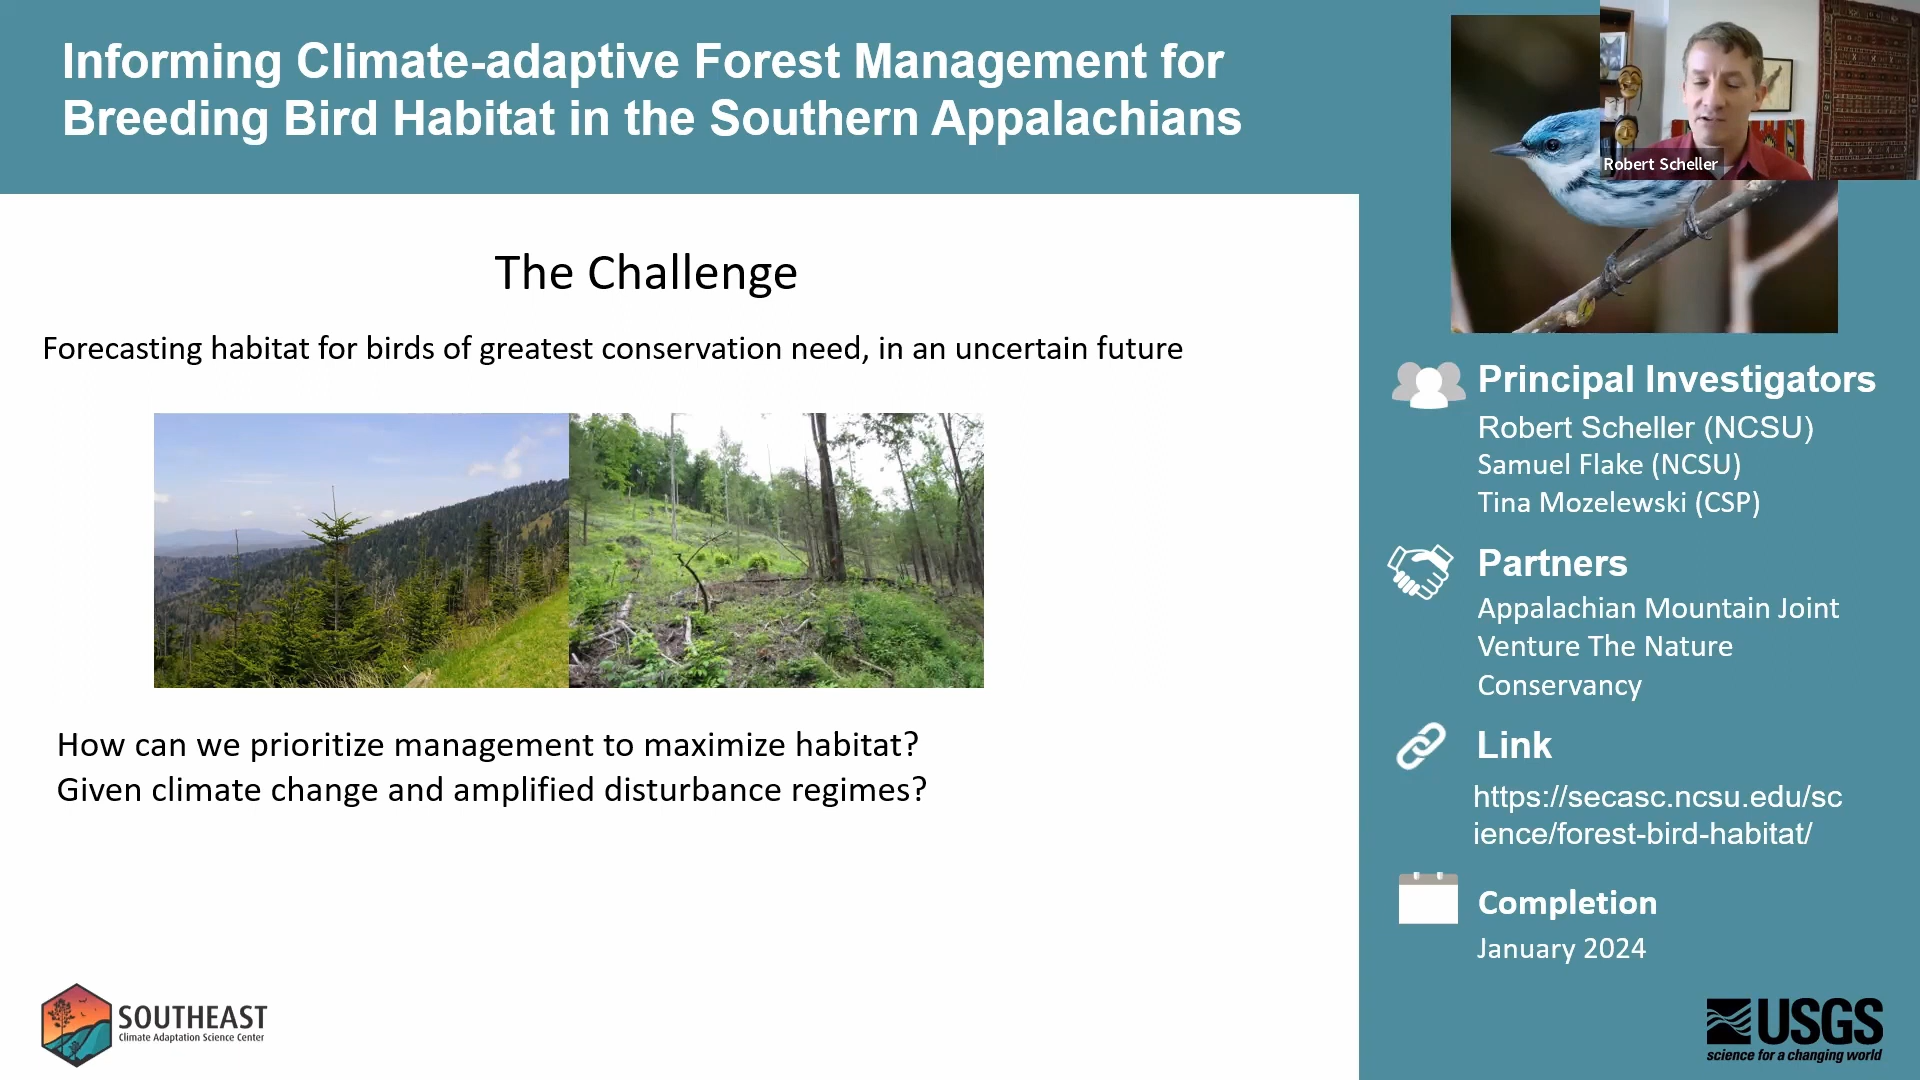 Informing Climate-adaptive Forest Management for
Breeding Bird Habitat in the Southern Appalachians
Robert Scheller
The Challenge
Forecasting habitat for birds of greatest conservation need, in an uncertain future
How can we prioritize management to maximize habitat?
Given climate change and amplified disturbance regimes?
Principal Investigators
Robert Scheller (NCSU)
Samuel Flake (NCSU)
Tina Mozelewski (CSP)
Partners
Appalachian Mountain Joint
Venture The Nature
Conservancy
Link
https://secasc.ncsu.edu/sc
ience/forest-bird-habitat/
Completion
January 2024
SOUTHEAST
Climate Adaptation Science Center
USGS
science for a changing world